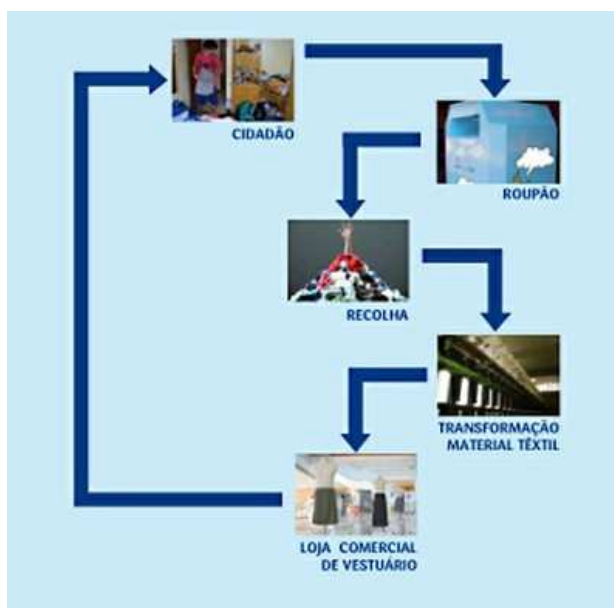 CIDADÃO
ROUPÃO
RECOLHA
TRANSFORMAÇÃO
MATERIAL TÊXTIL
LOJA COMERCIAL
DE VESTUÁRIO